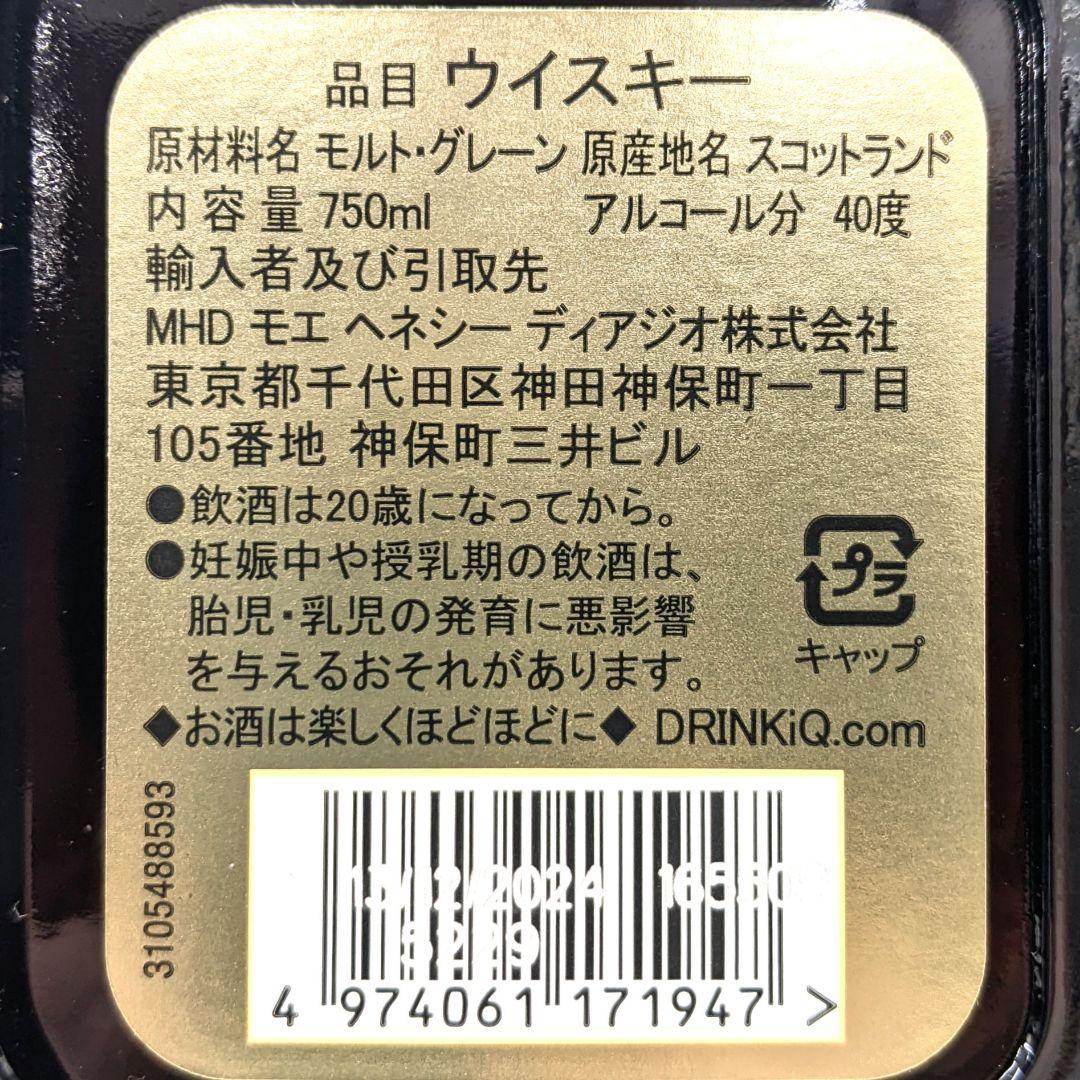 品目 ウイスキー
原材料名 モルト・グレーン 原産地名 スコットランド
内容量 750ml アルコール分 40度
輸入者及び引取先
MHD モエ ヘネシー ディアジオ株式会社
東京都千代田区神田神保町一丁目
105番地 神保町三井ビル
●飲酒は20歳になってから。
●妊娠中や授乳期の飲酒は、
胎児・乳児の発育に悪影響
を与えるおそれがあります。
プラ
キャップ
◆お酒は楽しくほどほどに◆ DRINKiQ.com
3105488593
4 974061 171947 >